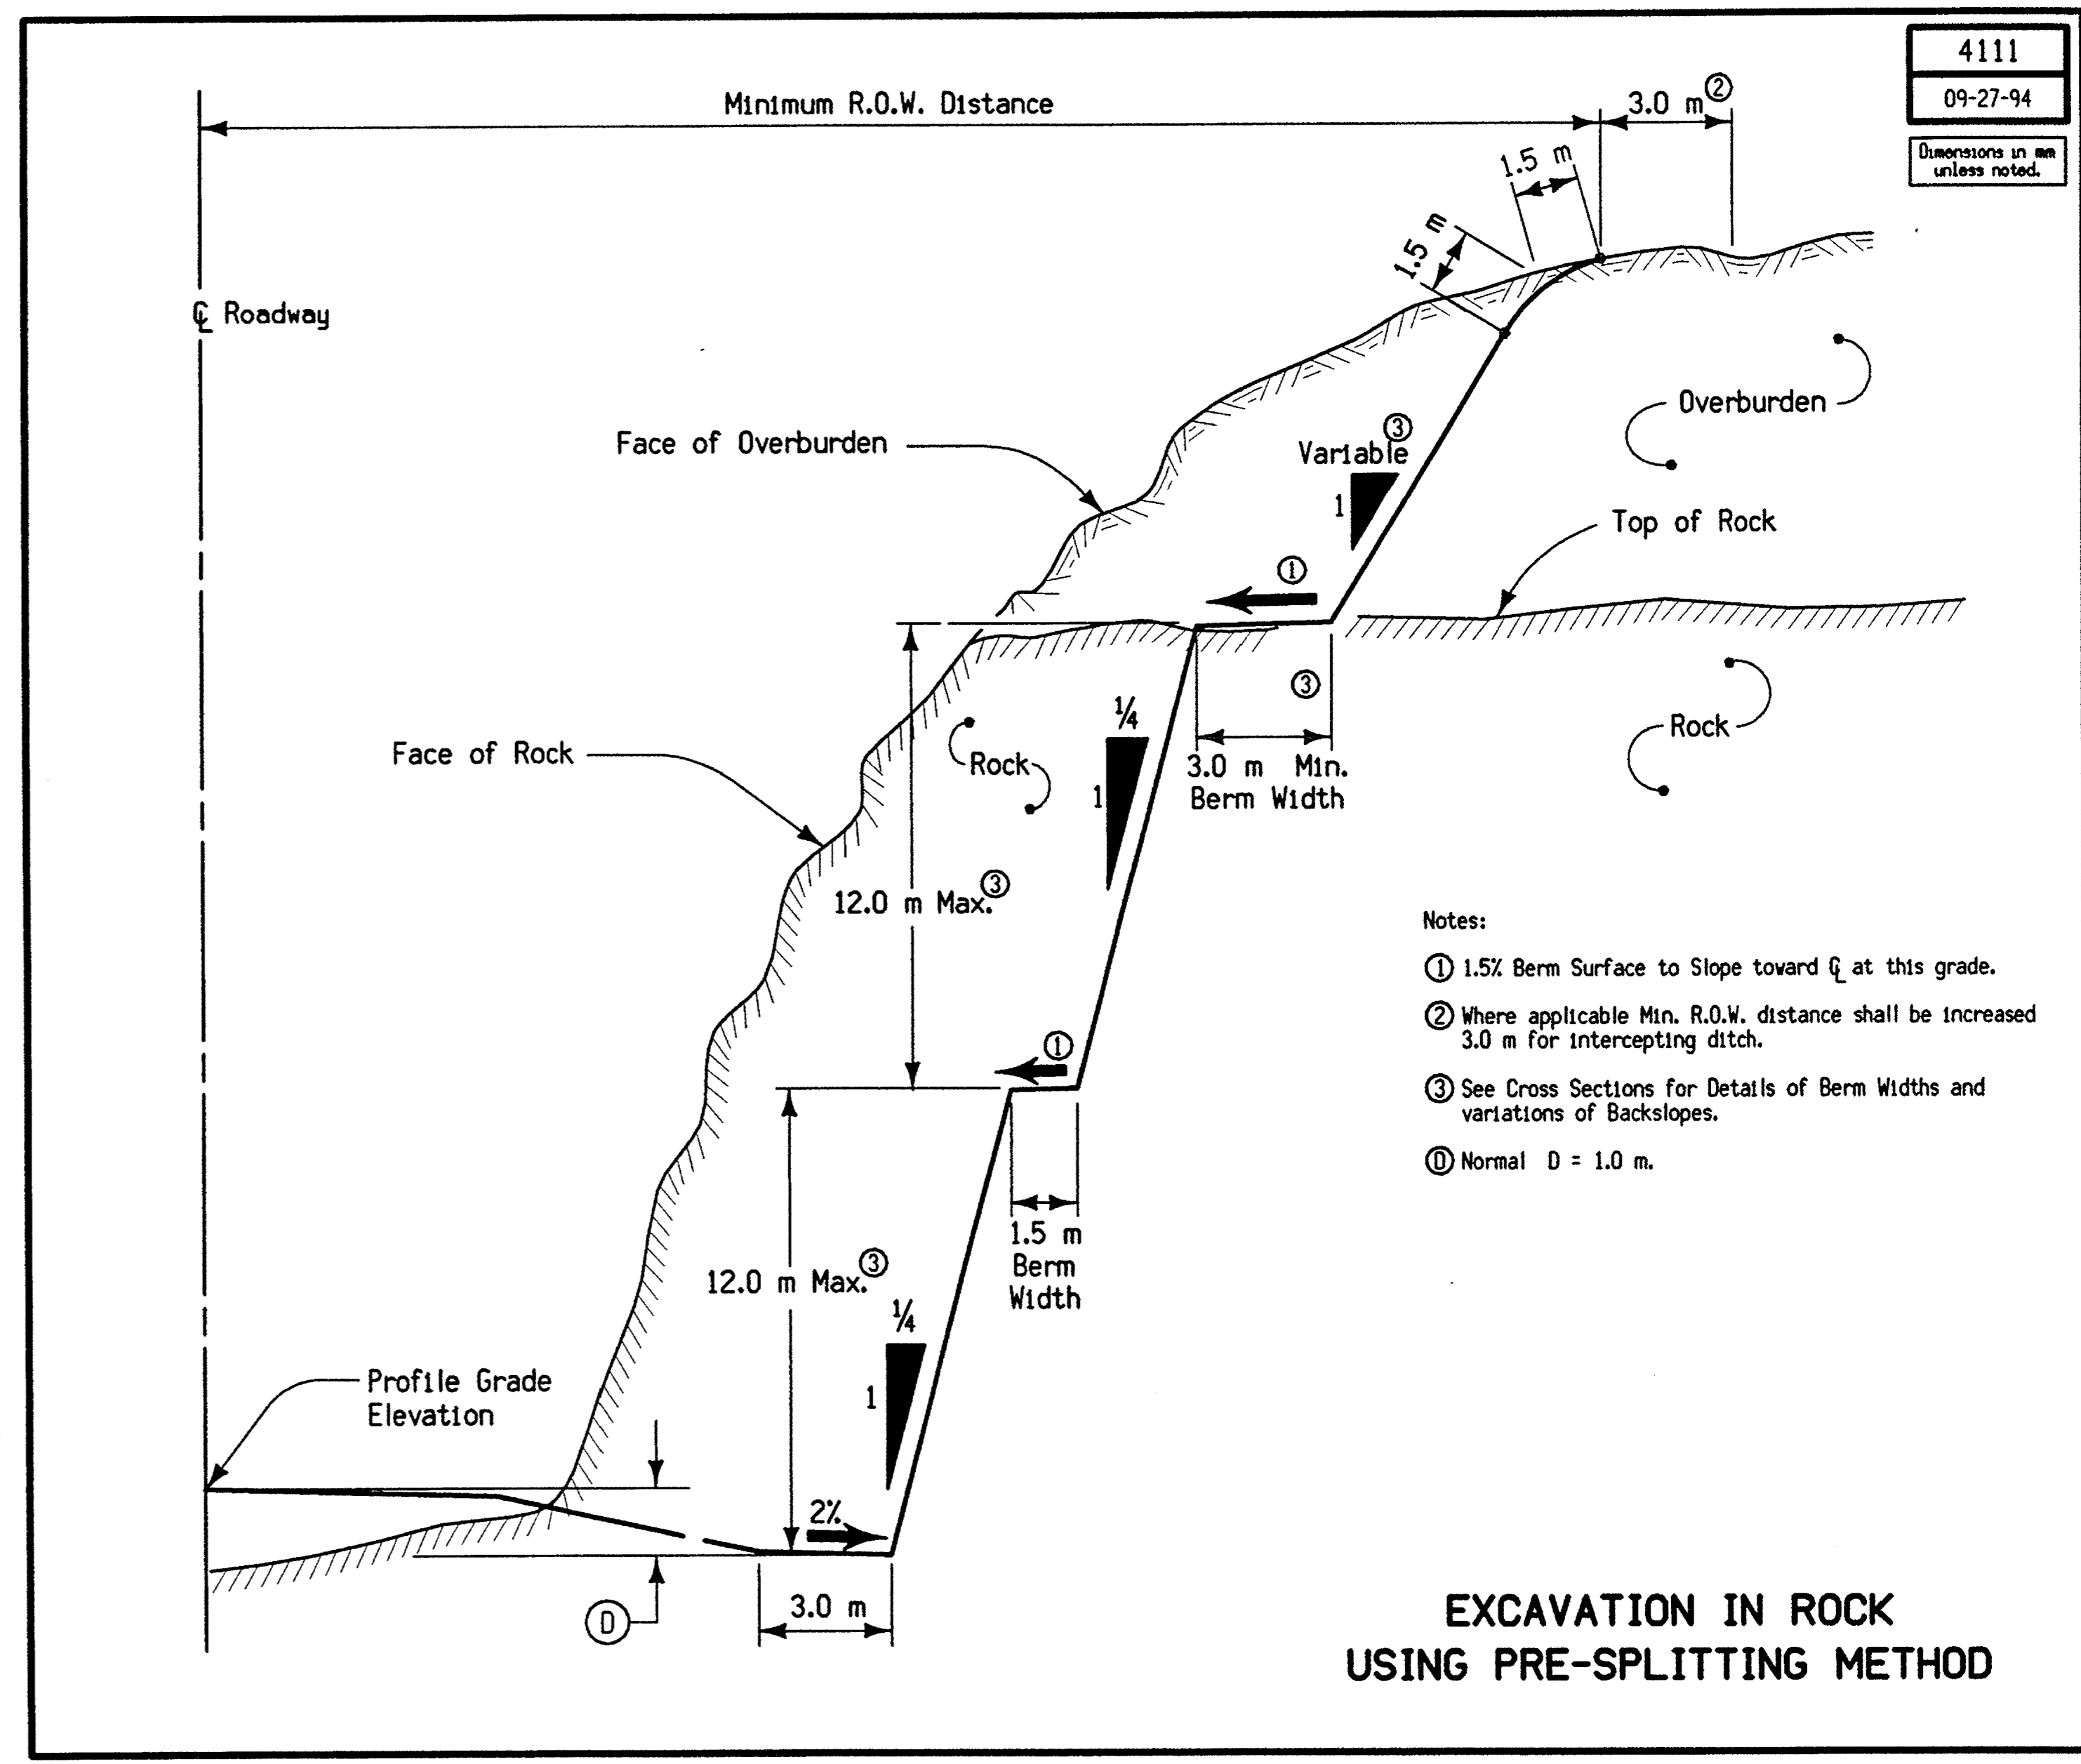 4111
09-27-94
Dimensions in mm
unless noted.
Minimum R.O.W. Distance
3.0 m ②
1.5 m
1.5 m
℄ Roadway
Overburden
Face of Overburden
③
Variable
1
Top of Rock
①
③
Rock
1/4
1
Face of Rock
Rock
3.0 m Min.
Berm Width
12.0 m Max. ③
Notes:
① 1.5% Berm Surface to Slope toward ℄ at this grade.
② Where applicable Min. R.O.W. distance shall be increased
3.0 m for intercepting ditch.
③ See Cross Sections for Details of Berm Widths and
variations of Backslopes.
Ⓓ Normal D = 1.0 m.
①
1.5 m
Berm
Width
12.0 m Max. ③
1/4
1
Profile Grade
Elevation
2%
Ⓓ
3.0 m
EXCAVATION IN ROCK
USING PRE-SPLITTING METHOD